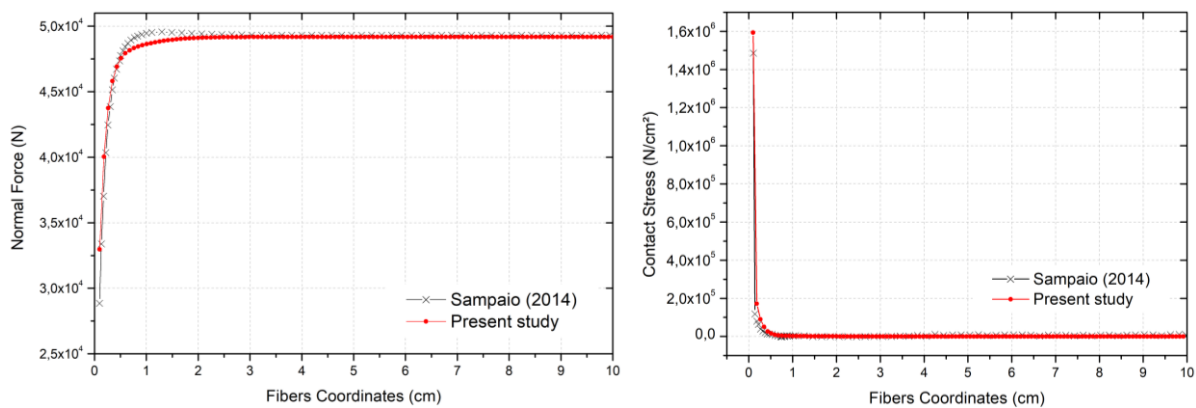 5,0x10⁴
4,5x10⁴
4,0x10⁴
3,5x10⁴
3,0x10⁴
2,5x10⁴
Normal Force (N)
Sampaio (2014)
Present study
0 1 2 3 4 5 6 7 8 9 10
Fibers Coordinates (cm)
1,6x10⁶
1,4x10⁶
1,2x10⁶
1,0x10⁶
8,0x10⁵
6,0x10⁵
4,0x10⁵
2,0x10⁵
0,0
Contact Stress (N/cm²)
Sampaio (2014)
Present study
0 1 2 3 4 5 6 7 8 9 10
Fibers Coordinates (cm)